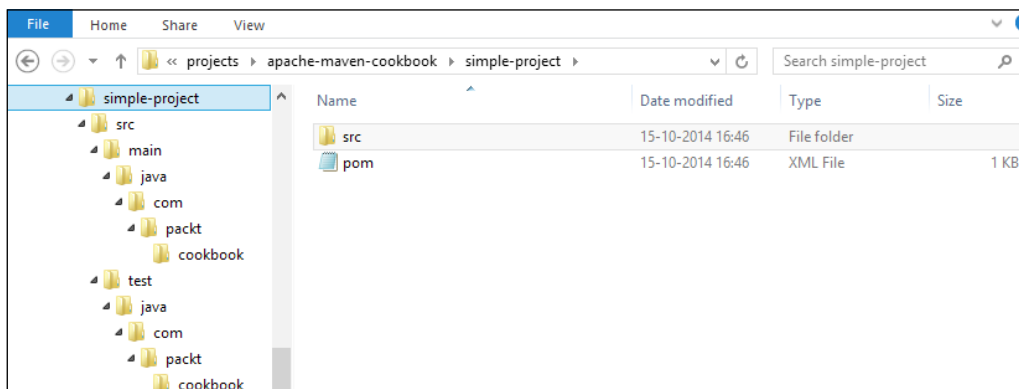 File Home Share View
« projects apache-maven-cookbook simple-project Search simple-project
simple-project
Name Date modified Type Size
src
src 15-10-2014 16:46 File folder
main
pom 15-10-2014 16:46 XML File 1 KB
java
com
packt
cookbook
test
java
com
packt
cookbook